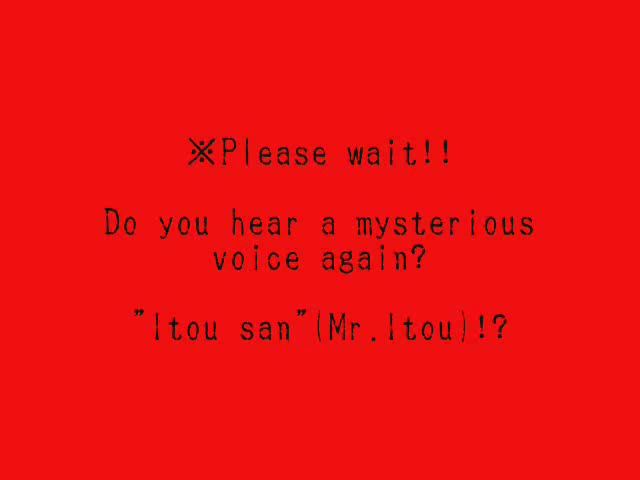 ※Please wait!!
Do you hear a mysterious
voice again?
"Itou san"(Mr.Itou)!?